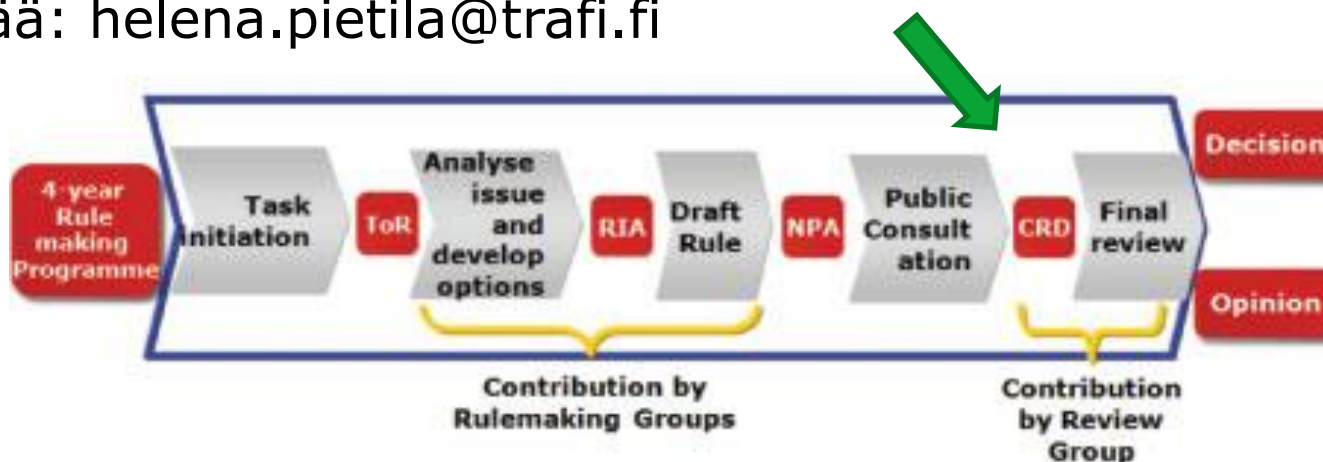 ää: helena.pietila@trafi.fi
4-year
Rule
making
Programme
Task
initiation
ToR
Analyse
issue
and
develop
options
RIA
Draft
Rule
NPA
Public
Consult
ation
CRD
Final
review
Decision
Opinion
Contribution by
Rulemaking Groups
Contribution
by Review
Group